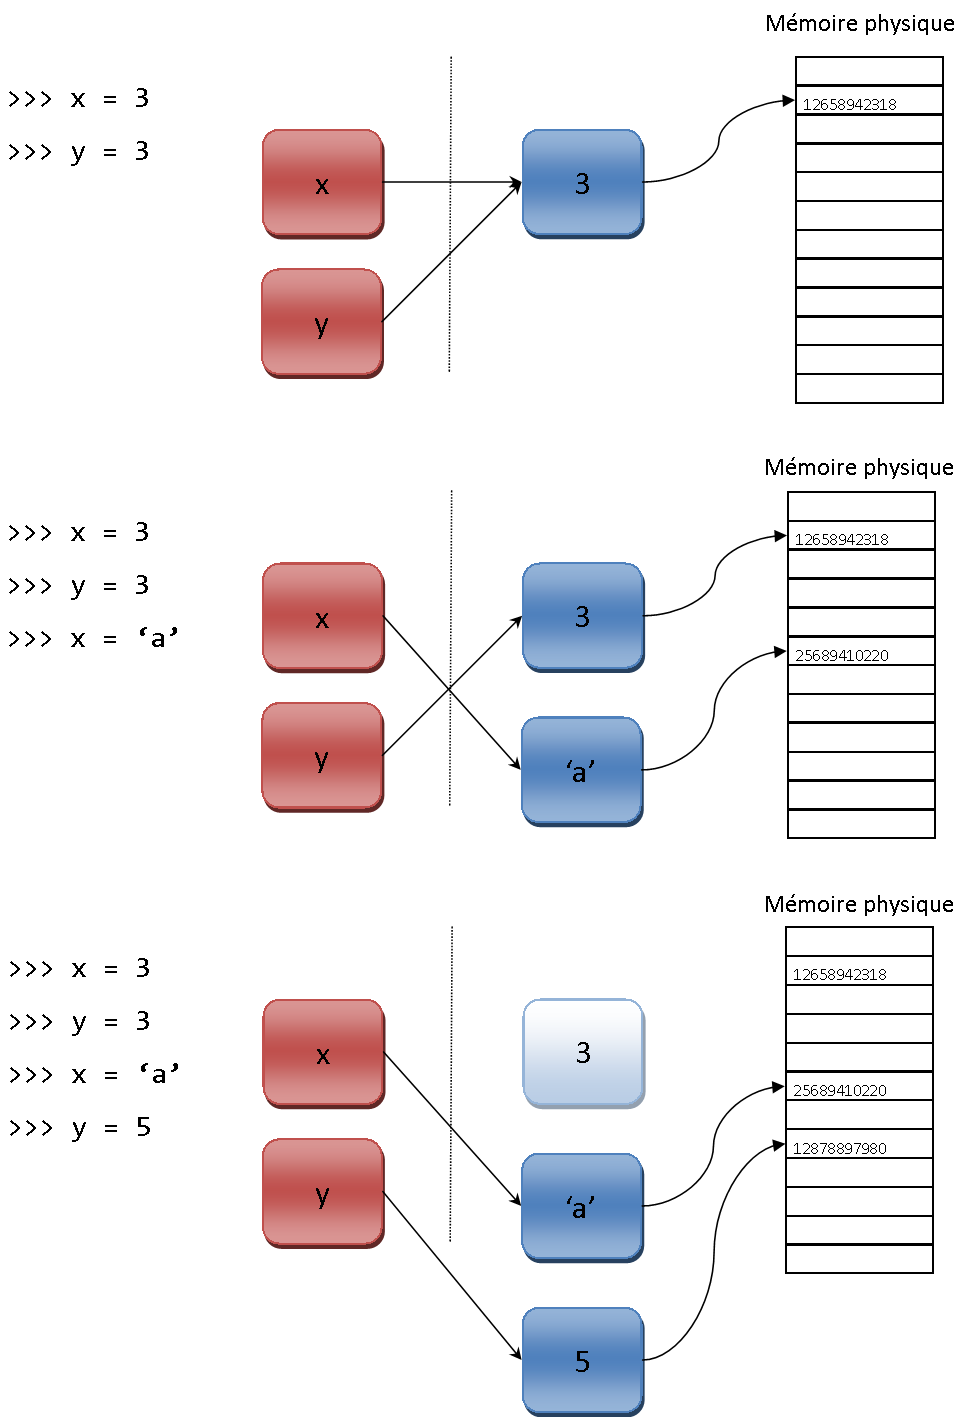 Mémoire physique
>>> x = 3
12658942318
>>> y = 3
x
3
y
Mémoire physique
>>> x = 3
12658942318
>>> y = 3
x
3
>>> x = ‘a’
25689410220
y
‘a’
Mémoire physique
>>> x = 3
12658942318
>>> y = 3
x
3
>>> x = ‘a’
25689410220
>>> y = 5
12878897980
y
‘a’
5